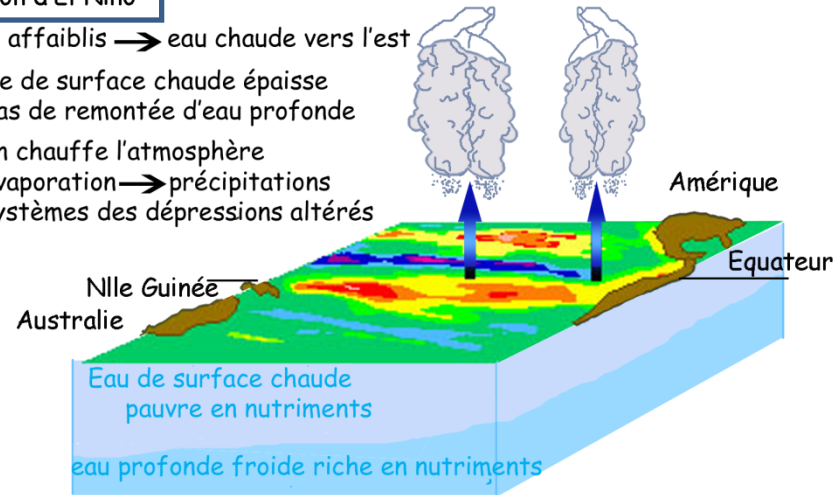 d'El Niño
affaiblis → eau chaude vers l'est
de surface chaude épaisse
de remontée d'eau profonde
chauffe l'atmosphère
vaporation → précipitations
ystèmes des dépressions altérés
Amérique
Equateur
Nlle Guinée
Australie
Eau de surface chaude
pauvre en nutriments
eau profonde froide riche en nutriments